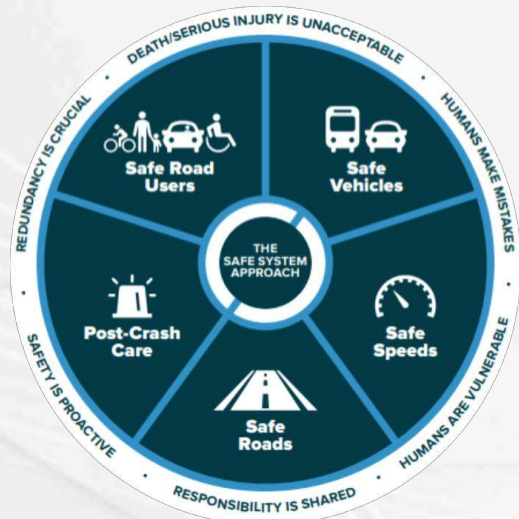 DEATH/SERIOUS INJURY IS UNACCEPTABLE
HUMANS MAKE MISTAKES
HUMANS ARE VULNERABLE
RESPONSIBILITY IS SHARED
SAFETY IS PROACTIVE
REDUNDANCY IS CRUCIAL
Safe Road
Users
Safe
Vehicles
THE
SAFE SYSTEM
APPROACH
Post-Crash
Care
Safe
Speeds
Safe
Roads